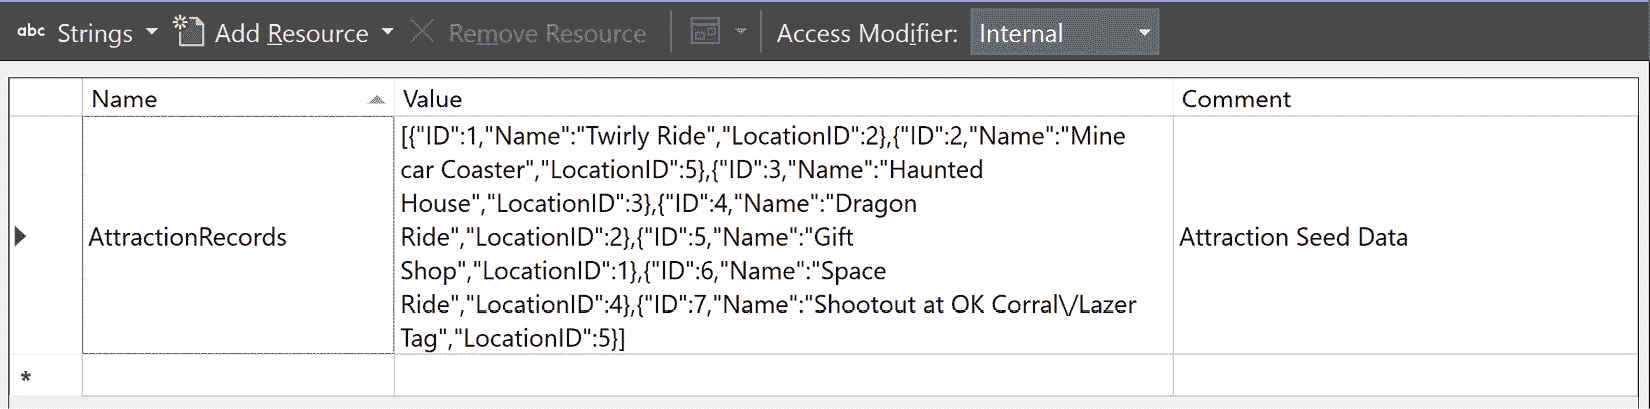 abc Strings Add Resource Remove Resource Access Modifier: Internal
Name Value Comment
[{"ID":1,"Name":"Twirly Ride","LocationID":2},{"ID":2,"Name":"Mine
car Coaster","LocationID":5},{"ID":3,"Name":"Haunted
House","LocationID":3},{"ID":4,"Name":"Dragon
AttractionRecords Ride","LocationID":2},{"ID":5,"Name":"Gift Attraction Seed Data
Shop","LocationID":1},{"ID":6,"Name":"Space
Ride","LocationID":4},{"ID":7,"Name":"Shootout at OK Corral\/Lazer
Tag","LocationID":5}]
*